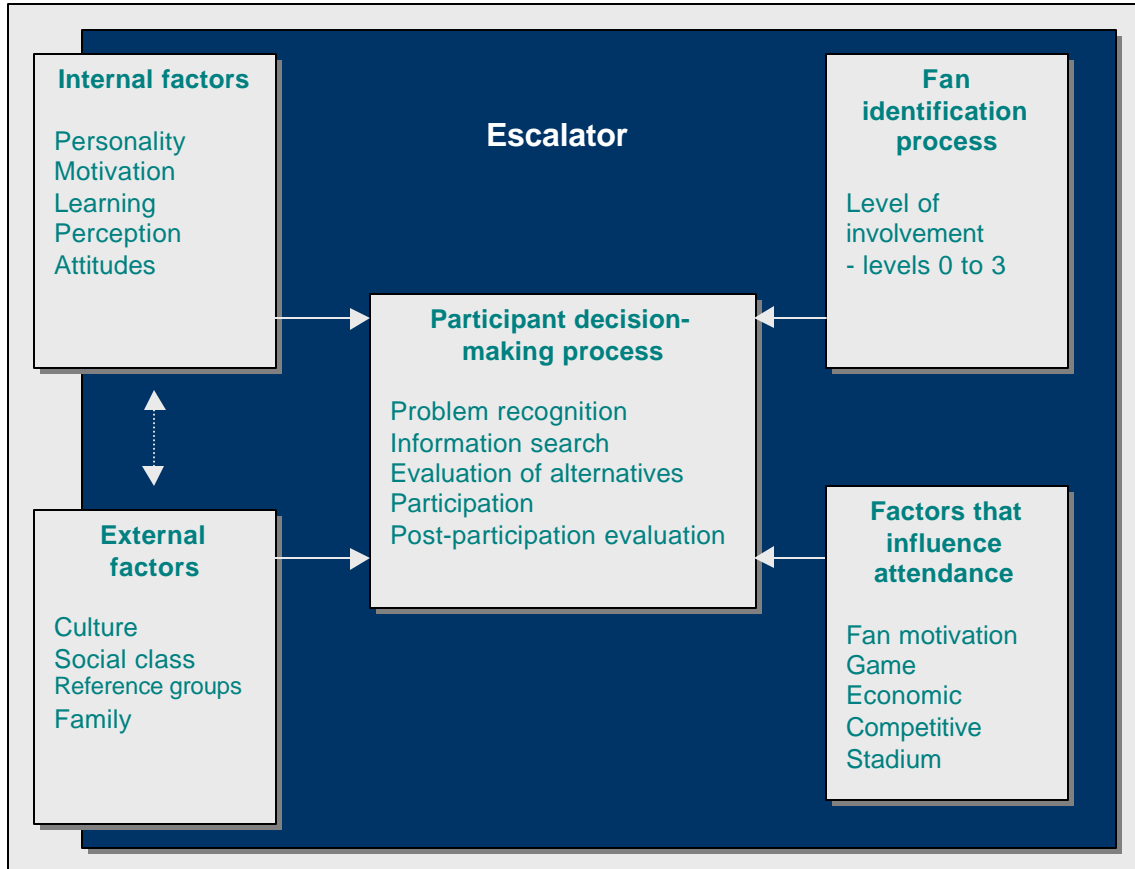 Internal factors
Personality
Motivation
Learning
Perception
Attitudes
Escalator
Fan
identification
process
Level of
involvement
- levels 0 to 3
Participant decision-
making process
Problem recognition
Information search
Evaluation of alternatives
Participation
Post-participation evaluation
External
factors
Culture
Social class
Reference groups
Family
Factors that
influence
attendance
Fan motivation
Game
Economic
Competitive
Stadium